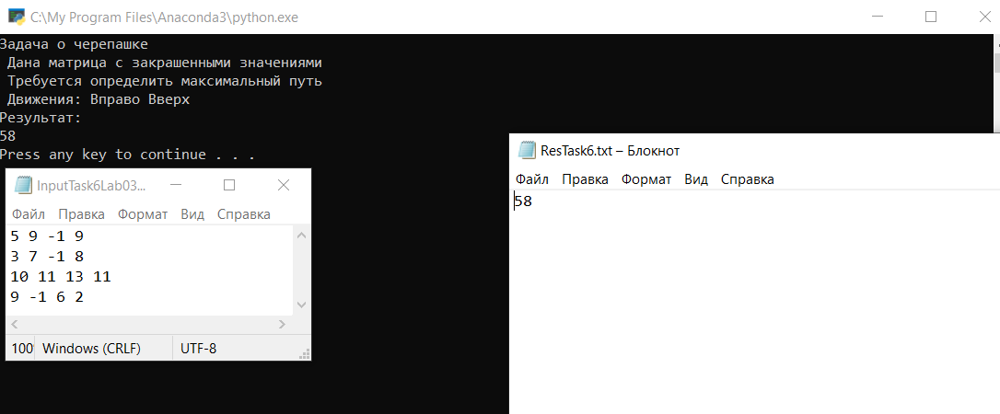 C:\My Program Files\Anaconda3\python.exe
Задача о черепашке
Дана матрица с закрашенными значениями
Требуется определить максимальный путь
Движения: Вправо Вверх
Результат:
58
Press any key to continue . . .
InputTask6Lab03...
Файл Правка Формат Вид Справка
5 9 -1 9
3 7 -1 8
10 11 13 11
9 -1 6 2
100 Windows (CRLF) UTF-8
ResTask6.txt – Блокнот
Файл Правка Формат Вид Справка
58